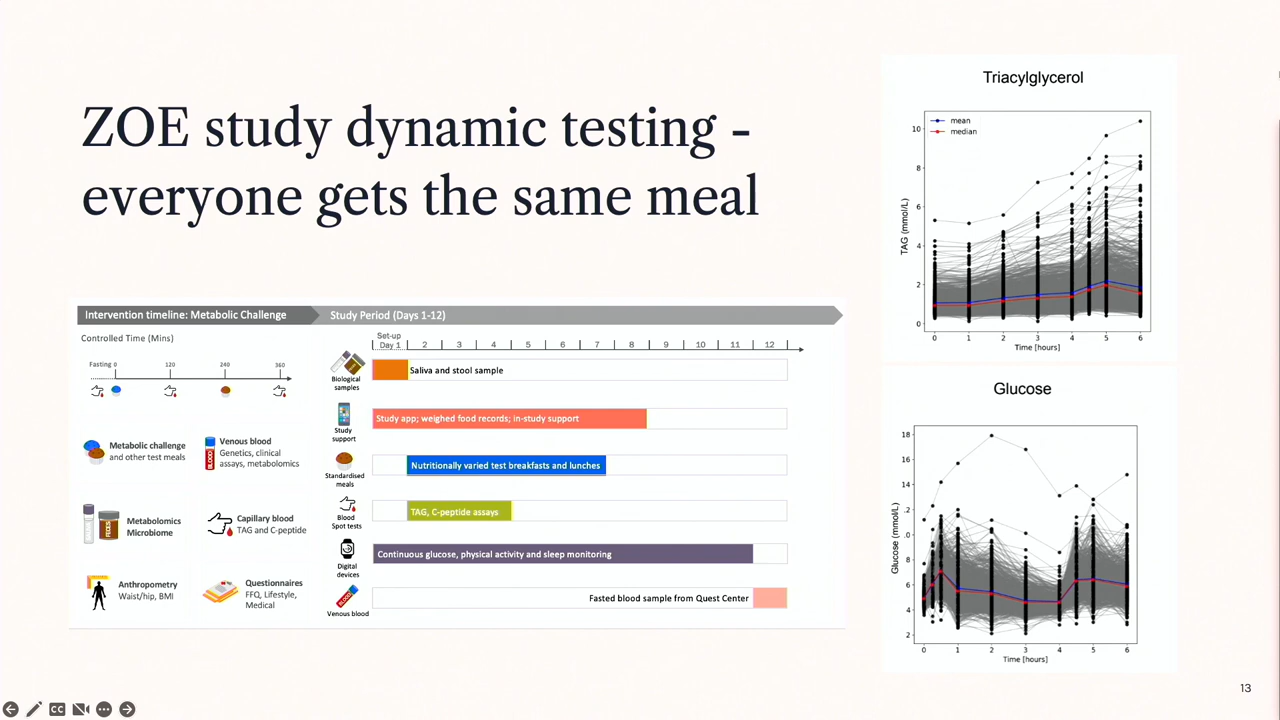 ZOE study dynamic testing -
everyone gets the same meal
Intervention timeline: Metabolic Challenge
Controlled Time (Mins)
Fasting 0 120 240 360
Metabolic challenge
and other test meals
Venous blood
Genetics, clinical
assays, metabolomics
BLOOD
Metabolomics
Microbiome
FECES
Capillary blood
TAG and C-peptide
Anthropometry
Waist/hip, BMI
Questionnaires
FFQ, Lifestyle,
Medical
Study Period (Days 1-12)
Set-up
Day 1 2 3 4 5 6 7 8 9 10 11 12
Biological
samples
Saliva and stool sample
Study
support
Study app; weighed food records; in-study support
Standardised
meals
Nutritionally varied test breakfasts and lunches
Blood
Spot tests
TAG, C-peptide assays
Digital
devices
Continuous glucose, physical activity and sleep monitoring
Venous blood
Fasted blood sample from Quest Center
Triacylglycerol
mean
median
10
8
6
4
2
0
TAG (mmol/L)
0 1 2 3 4 5 6
Time [hours]
Glucose
18
16
14
.2
.0
8
6
4
2
Glucose (mmol/L)
0 1 2 3 4 5 6
Time [hours]
13
CC